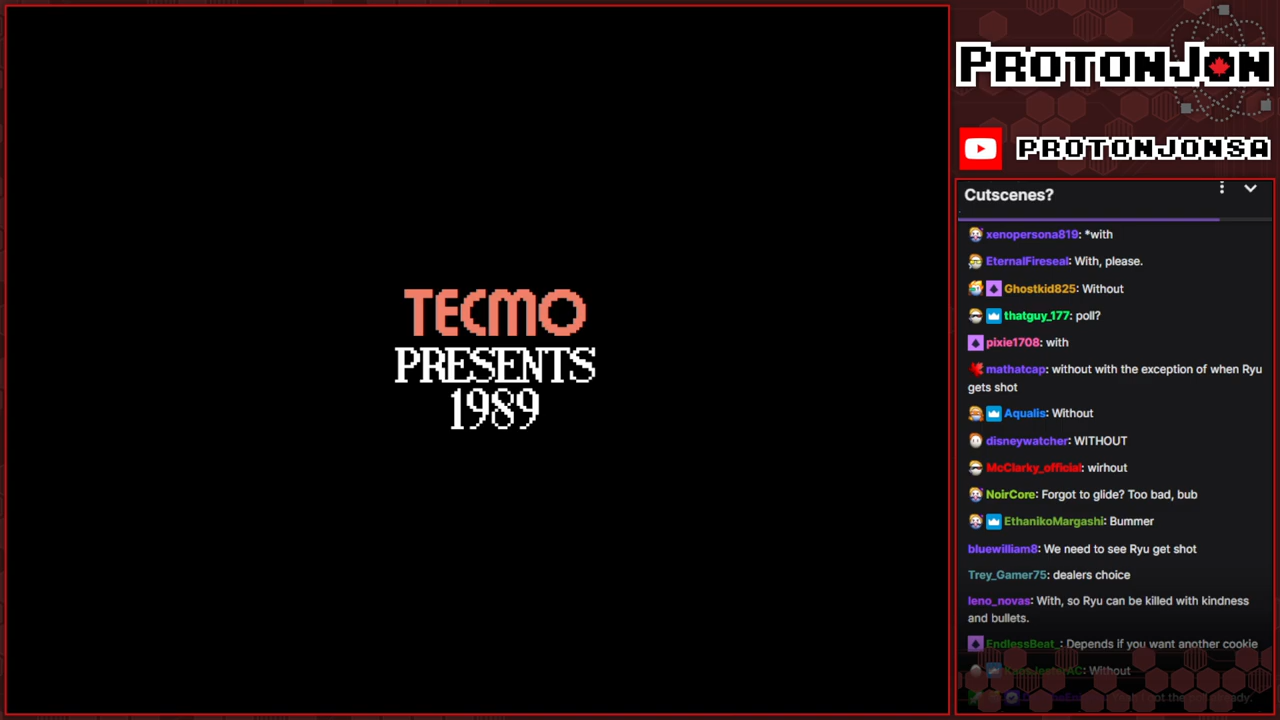 TECMO
PRESENTS
1989
PROTONJON
PROTONJONSA
Cutscenes?
xenopersona819: *with
EternalFireseal: With, please.
Ghostkid825: Without
thatguy_177: poll?
pixie1708: with
mathatcap: without with the exception of when Ryu
gets shot
Aqualis: Without
disneywatcher: WITHOUT
McClarky_official: wirhout
NoirCore: Forgot to glide? Too bad, bub
EthanikoMargashi: Bummer
bluewilliam8: We need to see Ryu get shot
Trey_Gamer75: dealers choice
leno_novas: With, so Ryu can be killed with kindness
and bullets.
EndlessBeat_: Depends if you want another cookie
Without